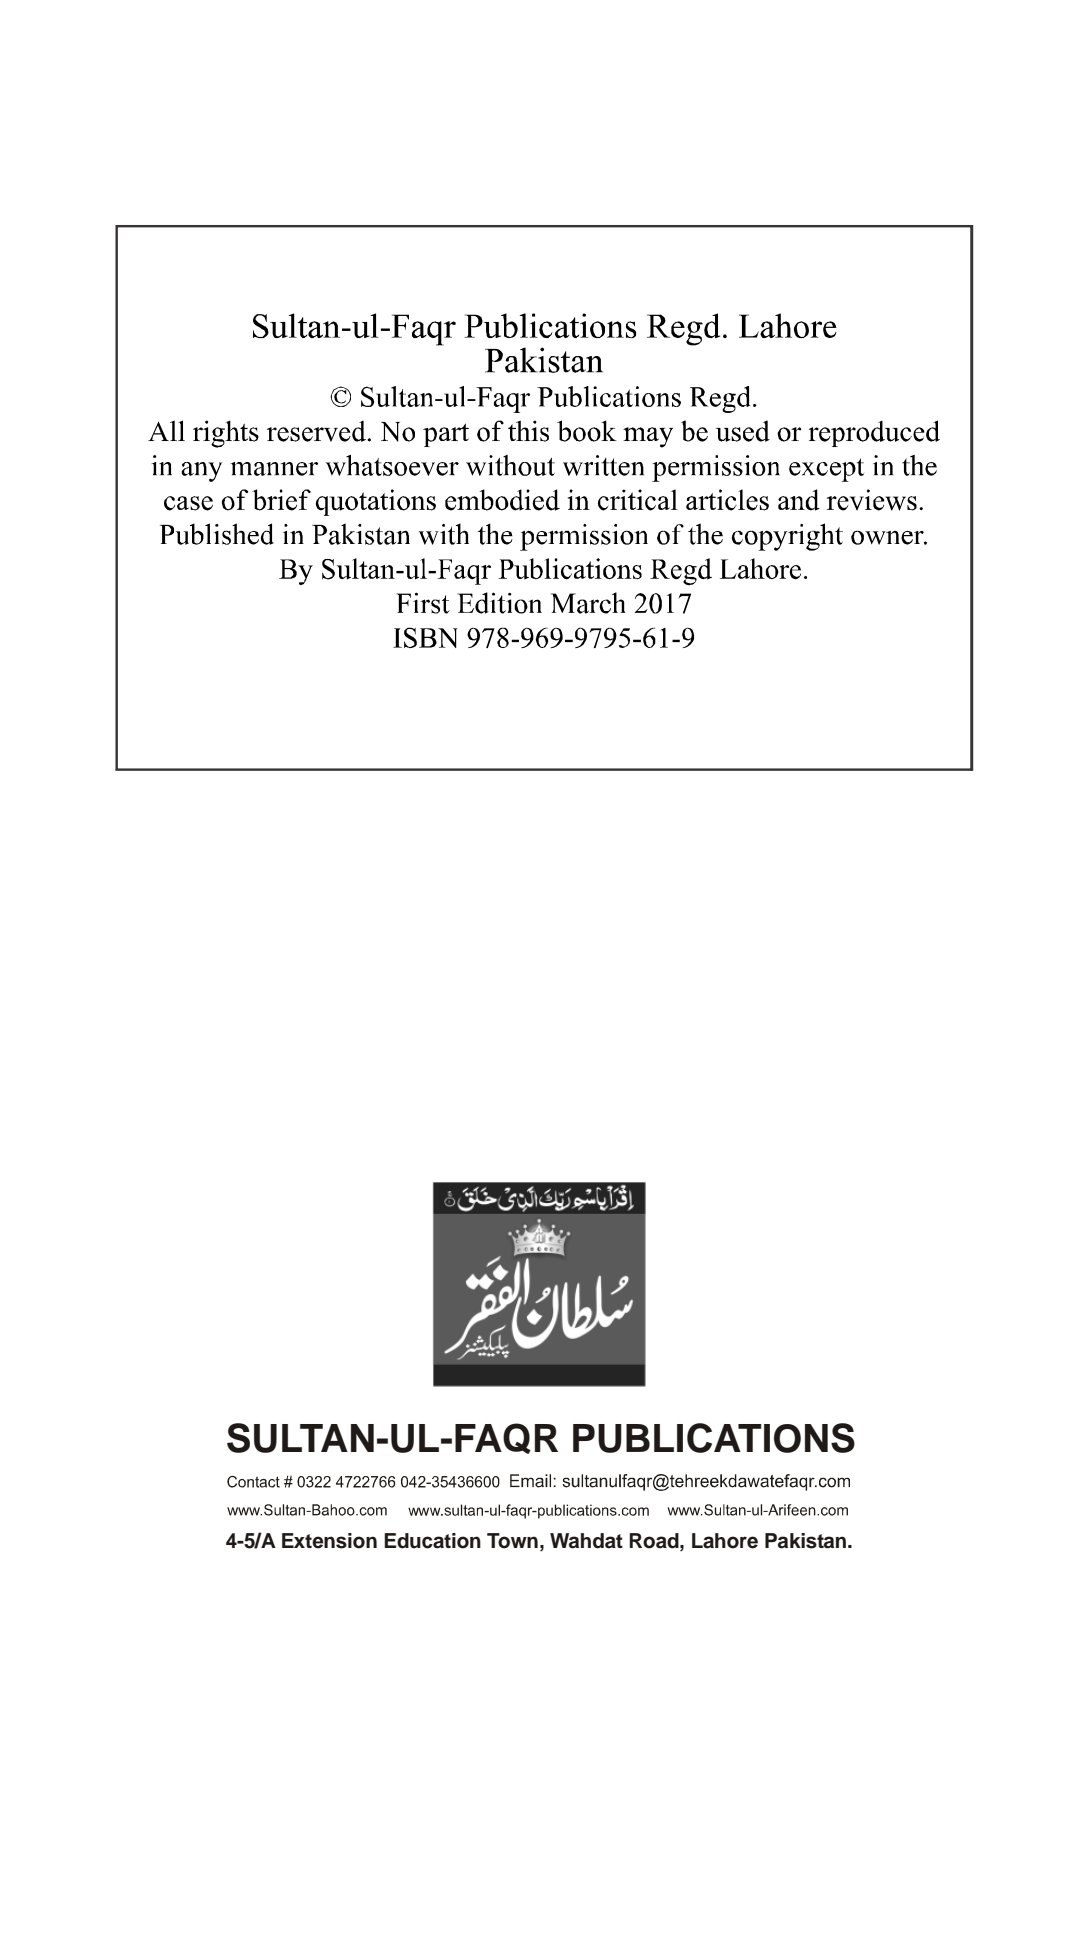 Sultan-ul-Faqr Publications Regd. Lahore
Pakistan
© Sultan-ul-Faqr Publications Regd.
All rights reserved. No part of this book may be used or reproduced
in any manner whatsoever without written permission except in the
case of brief quotations embodied in critical articles and reviews.
Published in Pakistan with the permission of the copyright owner.
By Sultan-ul-Faqr Publications Regd Lahore.
First Edition March 2017
ISBN 978-969-9795-61-9
اِقْرَاْ بِاسْمِ رَبِّكَ الَّذِیْ خَلَقَ
سُلطانُ الفَقر
پبلیکیشنز
SULTAN-UL-FAQR PUBLICATIONS
Contact # 0322 4722766 042-35436600 Email: sultanulfaqr@tehreekdawatefaqr.com
www.Sultan-Bahoo.com www.sultan-ul-faqr-publications.com www.Sultan-ul-Arifeen.com
4-5/A Extension Education Town, Wahdat Road, Lahore Pakistan.